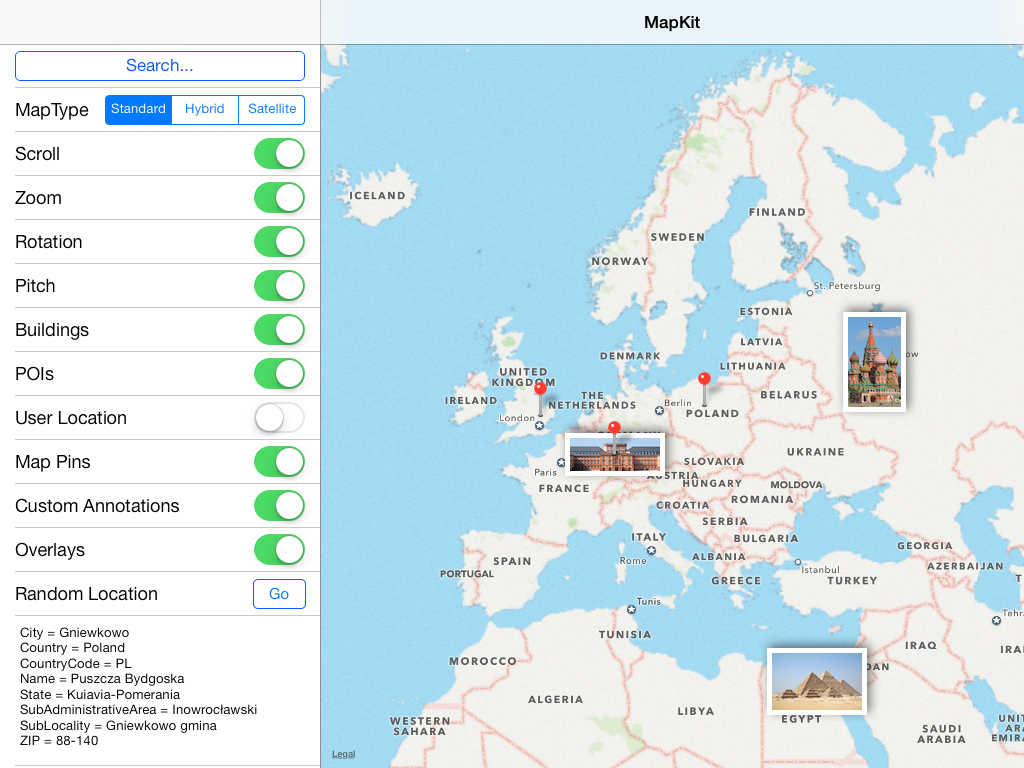 MapKit
Search...
MapType Standard Hybrid Satellite
Scroll
Zoom
Rotation
Pitch
Buildings
POIs
User Location
Map Pins
Custom Annotations
Overlays
Random Location Go
City = Gniewkowo
Country = Poland
CountryCode = PL
Name = Puszcza Bydgoska
State = Kuiavia-Pomerania
SubAdministrativeArea = Inowrocławski
SubLocality = Gniewkowo gmina
ZIP = 88-140
ICELAND
FINLAND
SWEDEN
NORWAY
St. Petersburg
ESTONIA
LATVIA
DENMARK
LITHUANIA
UNITED
KINGDOM
IRELAND
THE
NETHERLANDS
BELARUS
Berlin
POLAND
London
UKRAINE
SLOVAKIA
Paris
AUSTRIA
HUNGARY
MOLDOVA
FRANCE
ROMANIA
CROATIA
SERBIA
ITALY
BULGARIA
GEORGIA
Rome
ALBANIA
SPAIN
Istanbul
AZERBAIJAN
PORTUGAL
GREECE
TURKEY
Tunis
TUNISIA
IRAQ
MOROCCO
ALGERIA
LIBYA
EGYPT
WESTERN
SAHARA
SAUDI
ARABIA
Legal